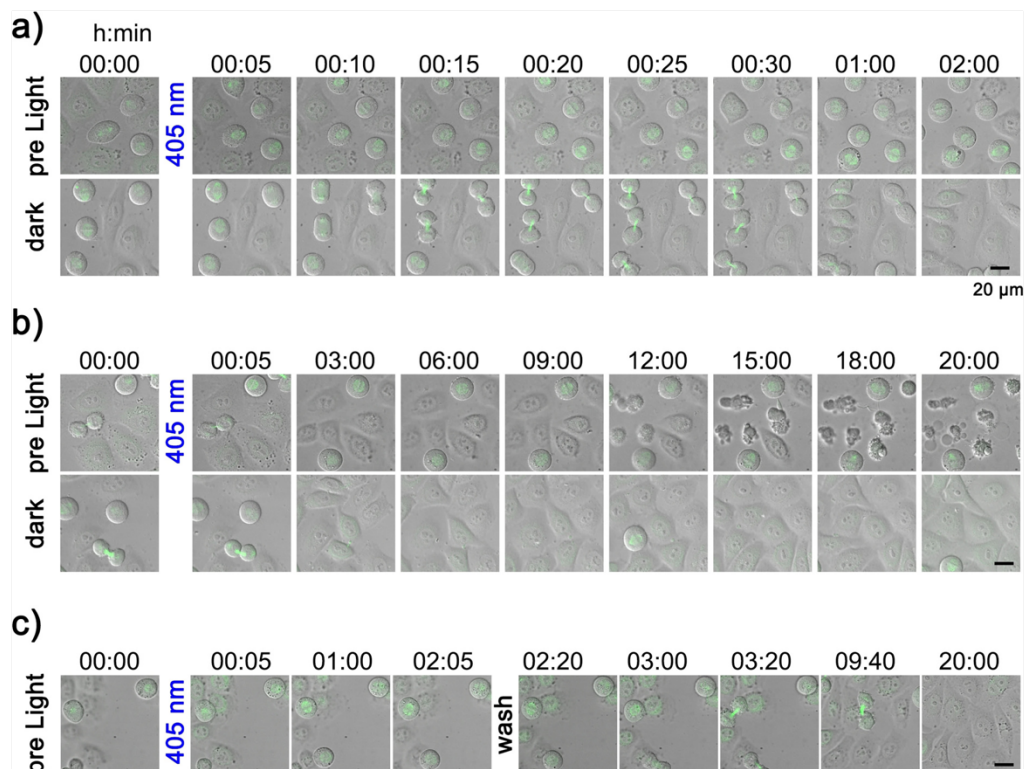 a)
h:min
00:00 00:05 00:10 00:15 00:20 00:25 00:30 01:00 02:00
pre Light
405 nm
dark
20 µm
b)
00:00 00:05 03:00 06:00 09:00 12:00 15:00 18:00 20:00
pre Light
405 nm
dark
c)
00:00 00:05 01:00 02:05 02:20 03:00 03:20 09:40 20:00
pre Light
405 nm
wash